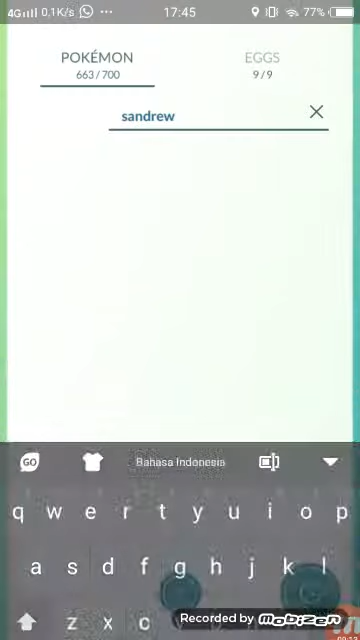 4G 0,1K/s ... 17:45 77%
POKÉMON EGGS
663 / 700 9 / 9
sandrew
GO Bahasa Indonesia
q w e r t y u i o p
a s d f g h j k l
z x c
Recorded by MOBIZEN